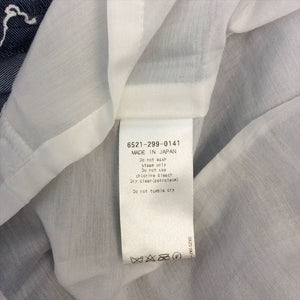 6521-299-0141
MADE IN JAPAN
Do not wash
Steam only
Do not use
chlorine bleach
Dry clean(petroleum)
Do not tumble dry